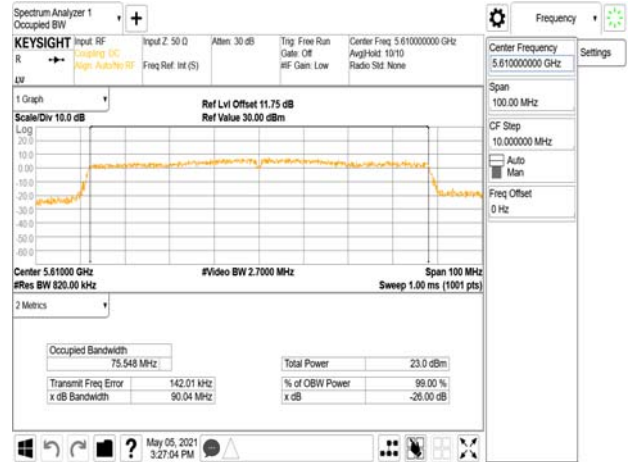 Spectrum Analyzer 1
Occupied BW
Frequency
KEYSIGHT
R
Input: RF
Coupling: DC
Align: Auto/No RF
Input Z: 50 Ω
Freq Ref: Int (S)
Atten: 30 dB
Trig: Free Run
Gate: Off
#IF Gain: Low
Center Freq: 5.610000000 GHz
Avg|Hold: 10/10
Radio Std: None
Center Frequency
5.610000000 GHz
Settings
Span
100.00 MHz
CF Step
10.000000 MHz
Auto
Man
Freq Offset
0 Hz
1 Graph
Scale/Div 10.0 dB
Ref Lvl Offset 11.75 dB
Ref Value 30.00 dBm
Log
20.0
10.0
0.00
-10.0
-20.0
-30.0
-40.0
-50.0
-60.0
Center 5.61000 GHz
#Res BW 820.00 kHz
#Video BW 2.7000 MHz
Span 100 MHz
Sweep 1.00 ms (1001 pts)
2 Metrics
Occupied Bandwidth
75.548 MHz
Total Power 23.0 dBm
Transmit Freq Error 142.01 kHz
% of OBW Power 99.00 %
x dB Bandwidth 90.04 MHz
x dB -26.00 dB
?
May 05, 2021
3:27:04 PM